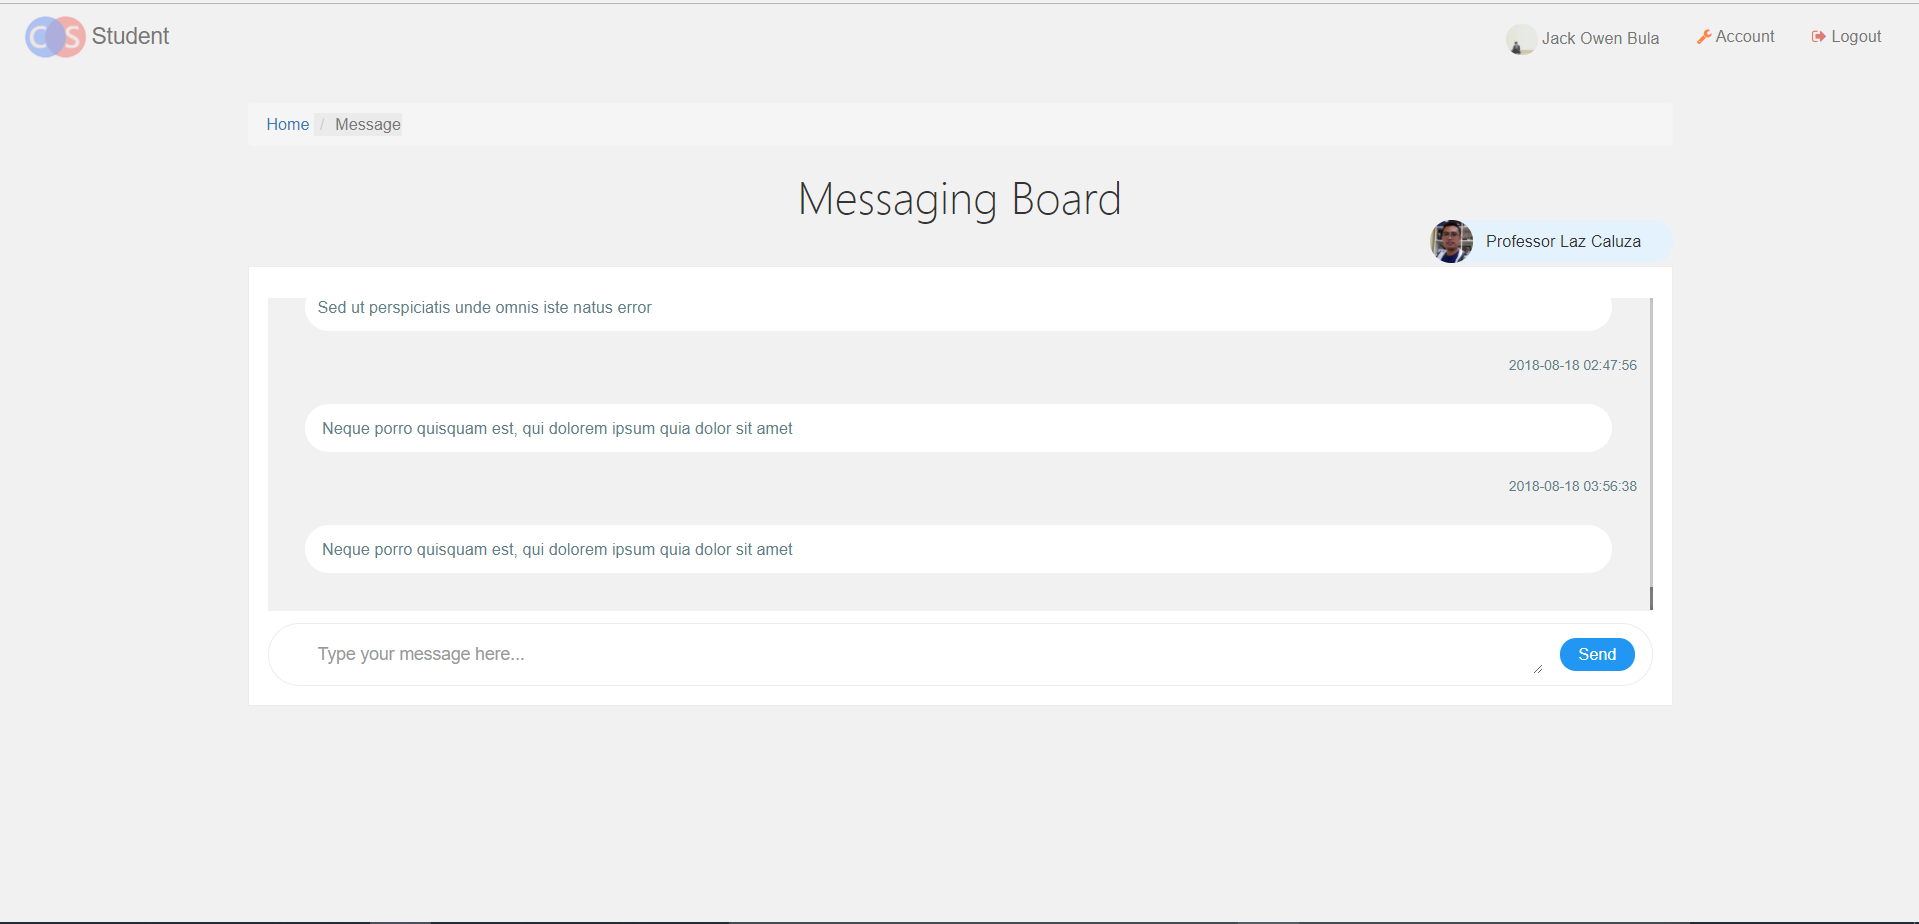 CS Student
Jack Owen Bula
Account
Logout
Home / Message
Messaging Board
Professor Laz Caluza
Sed ut perspiciatis unde omnis iste natus error
2018-08-18 02:47:56
Neque porro quisquam est, qui dolorem ipsum quia dolor sit amet
2018-08-18 03:56:38
Neque porro quisquam est, qui dolorem ipsum quia dolor sit amet
Type your message here...
Send